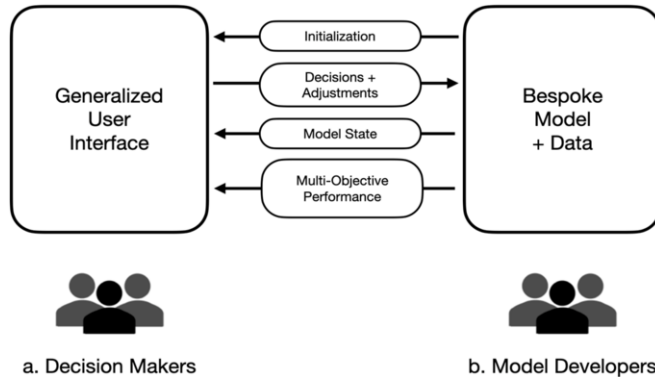 Generalized
User
Interface
Initialization
Decisions +
Adjustments
Model State
Multi-Objective
Performance
Bespoke
Model
+ Data
a. Decision Makers
b. Model Developers